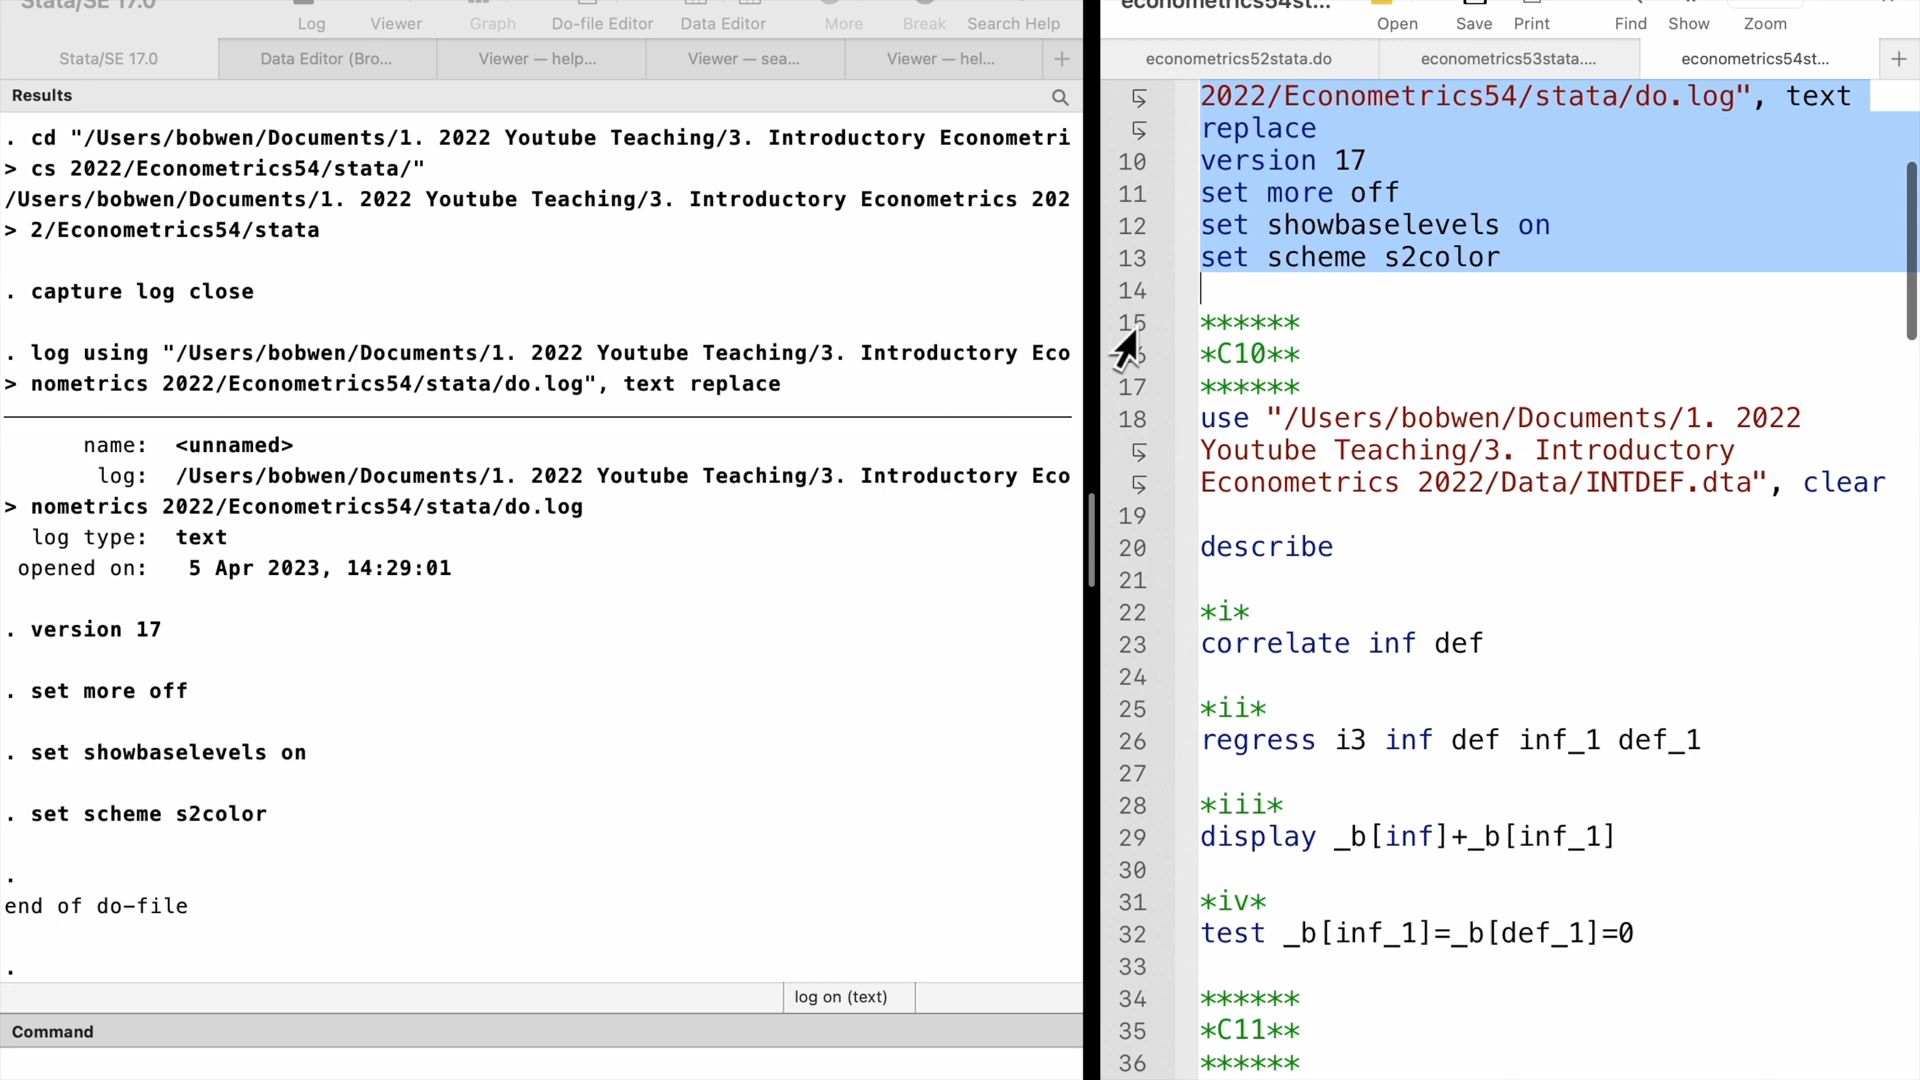 Stata/SE 17.0
Log
Viewer
Graph
Do-file Editor
Data Editor
More
Break
Search Help
Stata/SE 17.0
Data Editor (Bro...
Viewer — help...
Viewer — sea...
Viewer — hel...
Results
. cd "/Users/bobwen/Documents/1. 2022 Youtube Teaching/3. Introductory Econometri
> cs 2022/Econometrics54/stata/"
/Users/bobwen/Documents/1. 2022 Youtube Teaching/3. Introductory Econometrics 202
> 2/Econometrics54/stata
. capture log close
. log using "/Users/bobwen/Documents/1. 2022 Youtube Teaching/3. Introductory Eco
> nometrics 2022/Econometrics54/stata/do.log", text replace
name: <unnamed>
log: /Users/bobwen/Documents/1. 2022 Youtube Teaching/3. Introductory Eco
> nometrics 2022/Econometrics54/stata/do.log
log type: text
opened on: 5 Apr 2023, 14:29:01
. version 17
. set more off
. set showbaselevels on
. set scheme s2color
.
end of do-file
.
log on (text)
Command
econometrics54st...
Open
Save
Print
Find
Show
Zoom
econometrics52stata.do
econometrics53stata....
econometrics54st...
2022/Econometrics54/stata/do.log", text
replace
10 version 17
11 set more off
12 set showbaselevels on
13 set scheme s2color
14
15 ******
6 *C10**
17 ******
18 use "/Users/bobwen/Documents/1. 2022
Youtube Teaching/3. Introductory
Econometrics 2022/Data/INTDEF.dta", clear
19
20 describe
21
22 *i*
23 correlate inf def
24
25 *ii*
26 regress i3 inf def inf_1 def_1
27
28 *iii*
29 display _b[inf]+_b[inf_1]
30
31 *iv*
32 test _b[inf_1]=_b[def_1]=0
33
34 ******
35 *C11**
36 ******